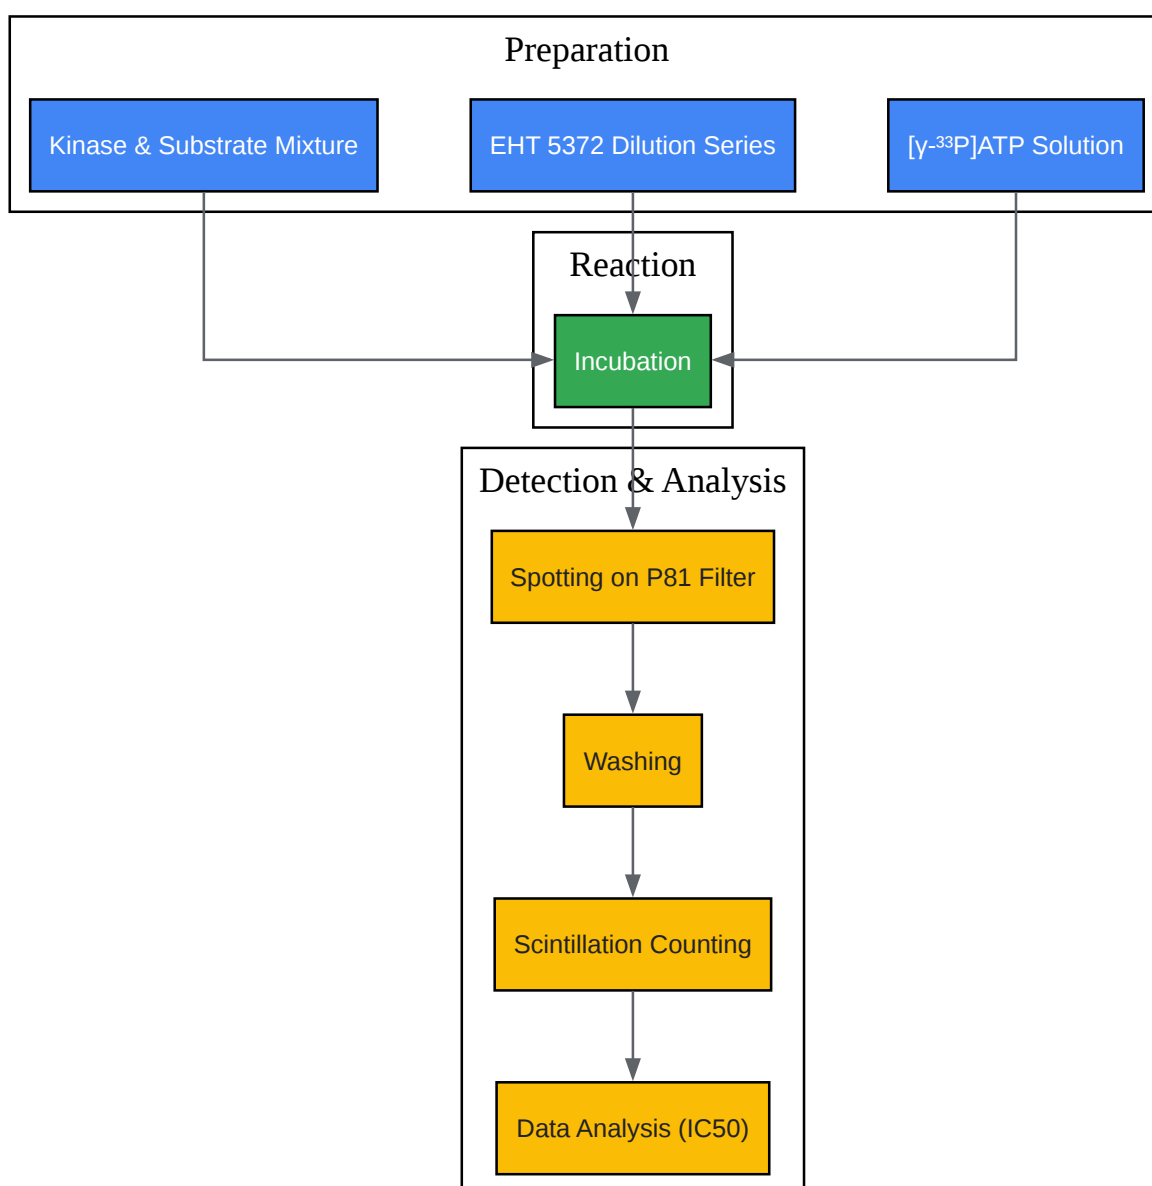 Preparation
Kinase & Substrate Mixture
EHT 5372 Dilution Series
[γ-³³P]ATP Solution
Reaction
Incubation
Detection & Analysis
Spotting on P81 Filter
Washing
Scintillation Counting
Data Analysis (IC50)